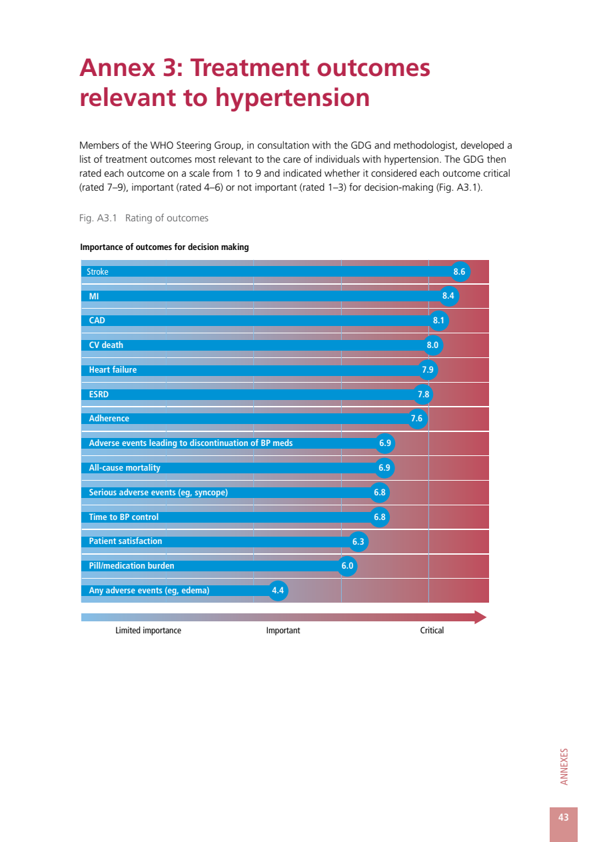 Annex 3: Treatment outcomes
relevant to hypertension
Members of the WHO Steering Group, in consultation with the GDG and methodologist, developed a
list of treatment outcomes most relevant to the care of individuals with hypertension. The GDG then
rated each outcome on a scale from 1 to 9 and indicated whether it considered each outcome critical
(rated 7–9), important (rated 4–6) or not important (rated 1–3) for decision-making (Fig. A3.1).
Fig. A3.1 Rating of outcomes
Importance of outcomes for decision making
Stroke 8.6
MI 8.4
CAD 8.1
CV death 8.0
Heart failure 7.9
ESRD 7.8
Adherence 7.6
Adverse events leading to discontinuation of BP meds 6.9
All-cause mortality 6.9
Serious adverse events (eg, syncope) 6.8
Time to BP control 6.8
Patient satisfaction 6.3
Pill/medication burden 6.0
Any adverse events (eg, edema) 4.4
Limited importance Important Critical
ANNEXES
43